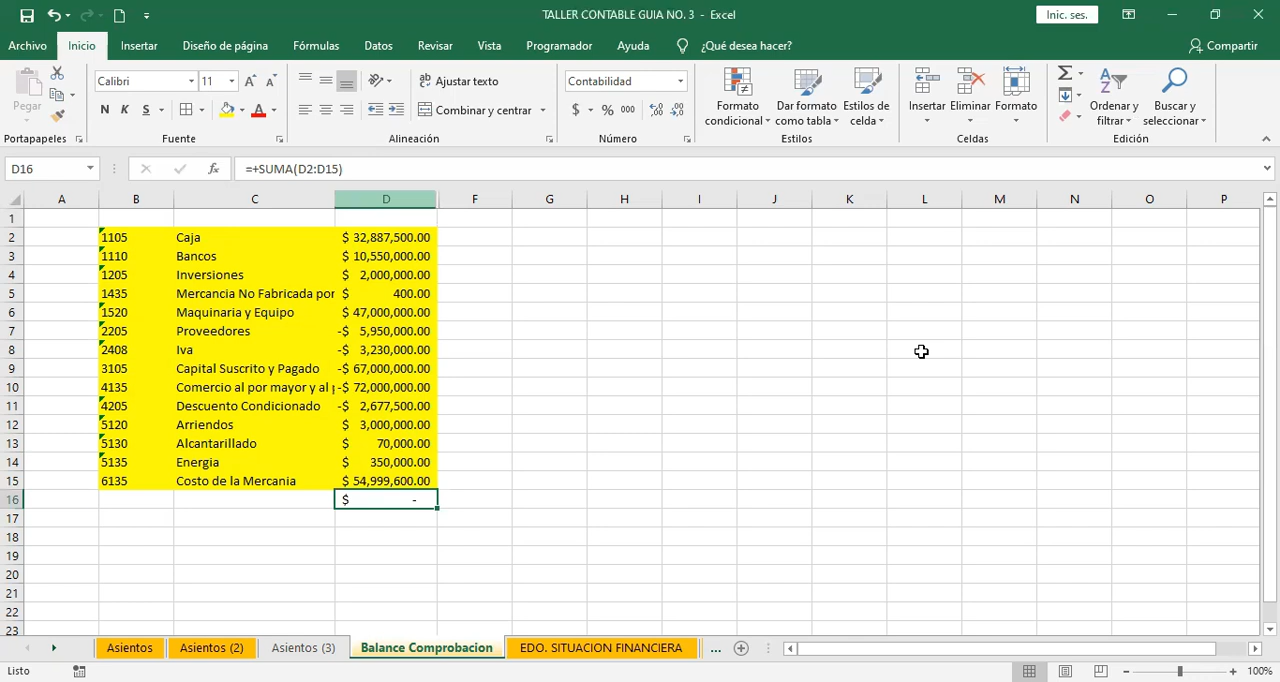 TALLER CONTABLE GUIA NO. 3 - Excel
Inic. ses.
Archivo Inicio Insertar Diseño de página Fórmulas Datos Revisar Vista Programador Ayuda ¿Qué desea hacer? Compartir
Pegar
Calibri 11
N K S
Ajustar texto
Combinar y centrar
Contabilidad
$ % 000
Formato condicional
Dar formato como tabla
Estilos de celda
Insertar
Eliminar
Formato
Ordenar y filtrar
Buscar y seleccionar
Portapapeles Fuente Alineación Número Estilos Celdas Edición
D16 fx =+SUMA(D2:D15)
A B C D F G H I J K L M N O P
1
2 1105 Caja $ 32,887,500.00
3 1110 Bancos $ 10,550,000.00
4 1205 Inversiones $ 2,000,000.00
5 1435 Mercancia No Fabricada por $ 400.00
6 1520 Maquinaria y Equipo $ 47,000,000.00
7 2205 Proveedores -$ 5,950,000.00
8 2408 Iva -$ 3,230,000.00
9 3105 Capital Suscrito y Pagado -$ 67,000,000.00
10 4135 Comercio al por mayor y al -$ 72,000,000.00
11 4205 Descuento Condicionado -$ 2,677,500.00
12 5120 Arriendos $ 3,000,000.00
13 5130 Alcantarillado $ 70,000.00
14 5135 Energia $ 350,000.00
15 6135 Costo de la Mercania $ 54,999,600.00
16 $ -
17
18
19
20
21
22
23
Asientos Asientos (2) Asientos (3) Balance Comprobacion EDO. SITUACION FINANCIERA ...
Listo 100%